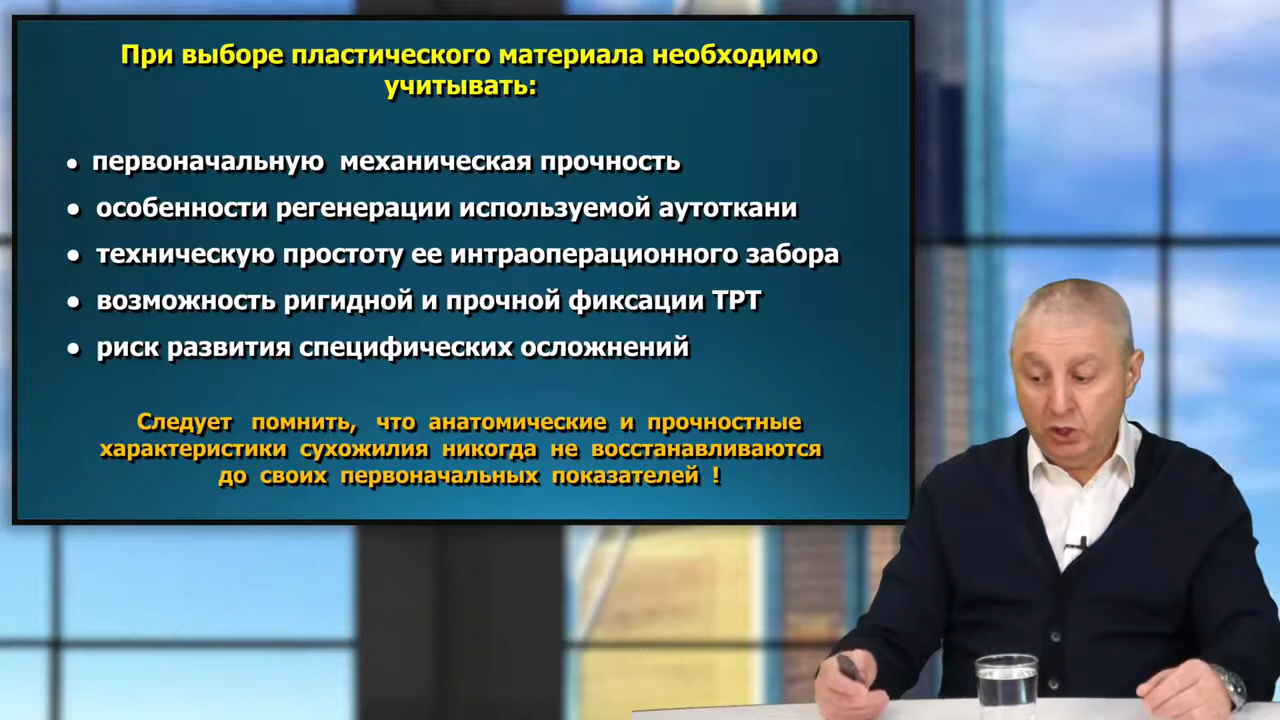 При выборе пластического материала необходимо
учитывать:
● первоначальную механическая прочность
● особенности регенерации используемой аутоткани
● техническую простоту ее интраоперационного забора
● возможность ригидной и прочной фиксации ТРТ
● риск развития специфических осложнений
Следует помнить, что анатомические и прочностные
характеристики сухожилия никогда не восстанавливаются
до своих первоначальных показателей !